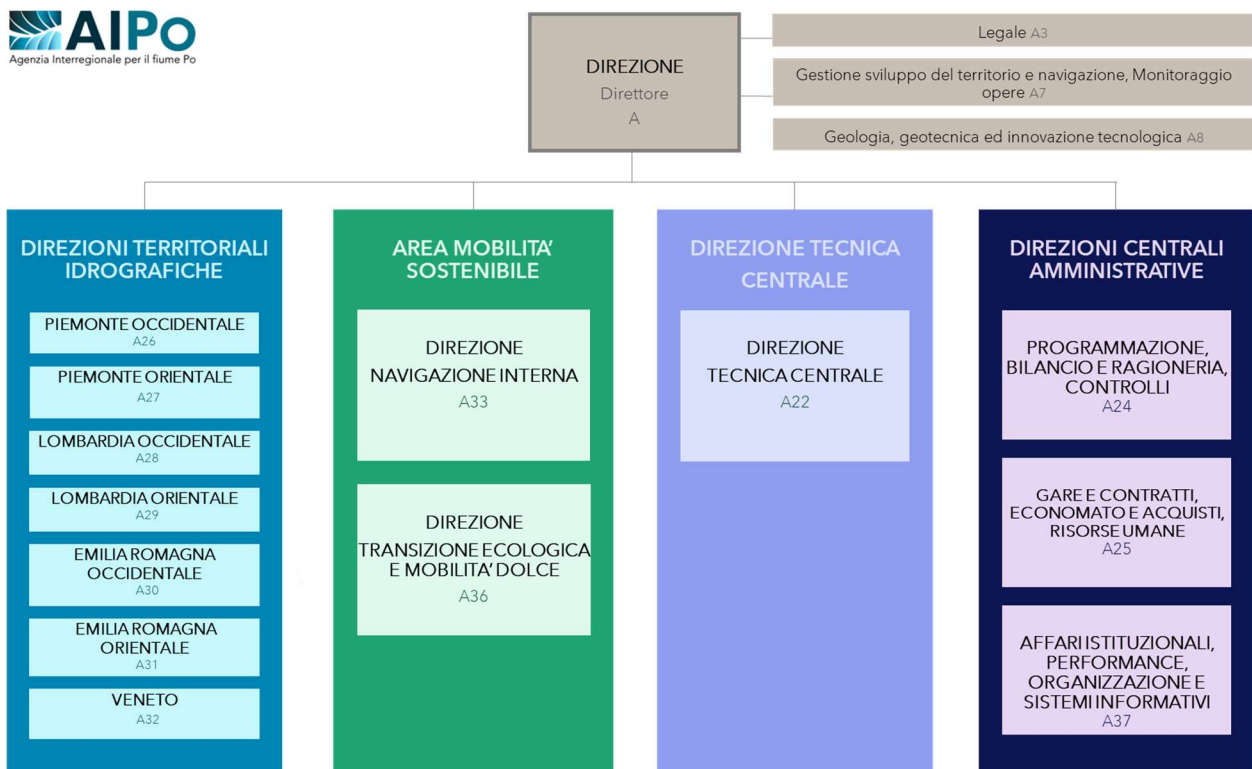 AIPo
Agenzia Interregionale per il fiume Po
DIREZIONE
Direttore
A
Legale A3
Gestione sviluppo del territorio e navigazione, Monitoraggio
opere A7
Geologia, geotecnica ed innovazione tecnologica A8
DIREZIONI TERRITORIALI
IDROGRAFICHE
PIEMONTE OCCIDENTALE
A26
PIEMONTE ORIENTALE
A27
LOMBARDIA OCCIDENTALE
A28
LOMBARDIA ORIENTALE
A29
EMILIA ROMAGNA
OCCIDENTALE
A30
EMILIA ROMAGNA
ORIENTALE
A31
VENETO
A32
AREA MOBILITA'
SOSTENIBILE
DIREZIONE
NAVIGAZIONE INTERNA
A33
DIREZIONE
TRANSIZIONE ECOLOGICA
E MOBILITA' DOLCE
A36
DIREZIONE TECNICA
CENTRALE
DIREZIONE
TECNICA CENTRALE
A22
DIREZIONI CENTRALI
AMMINISTRATIVE
PROGRAMMAZIONE,
BILANCIO E RAGIONERIA,
CONTROLLI
A24
GARE E CONTRATTI,
ECONOMATO E ACQUISTI,
RISORSE UMANE
A25
AFFARI ISTITUZIONALI,
PERFORMANCE,
ORGANIZZAZIONE E
SISTEMI INFORMATIVI
A37